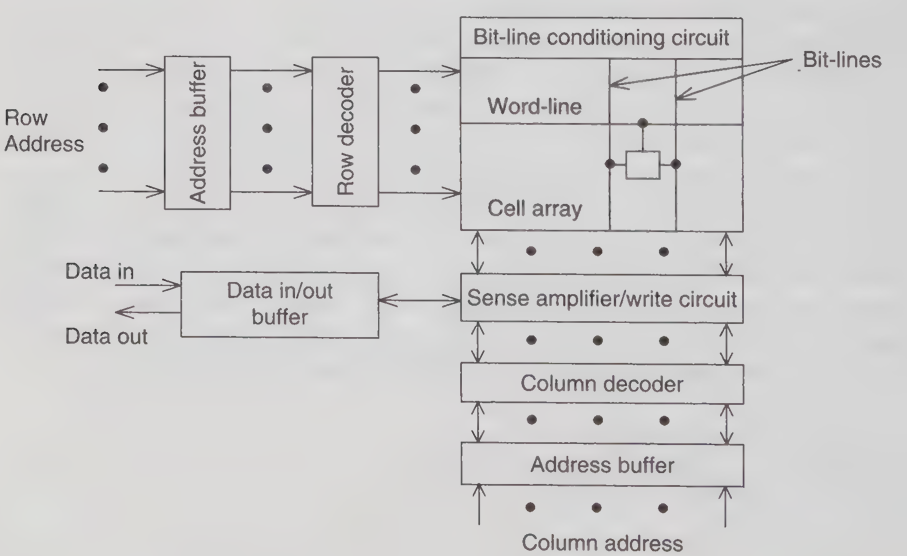 Bit-line conditioning circuit
Bit-lines
Word-line
Row
Address
Address buffer
Row decoder
Cell array
Data in
Data in/out
buffer
Data out
Sense amplifier/write circuit
Column decoder
Address buffer
Column address